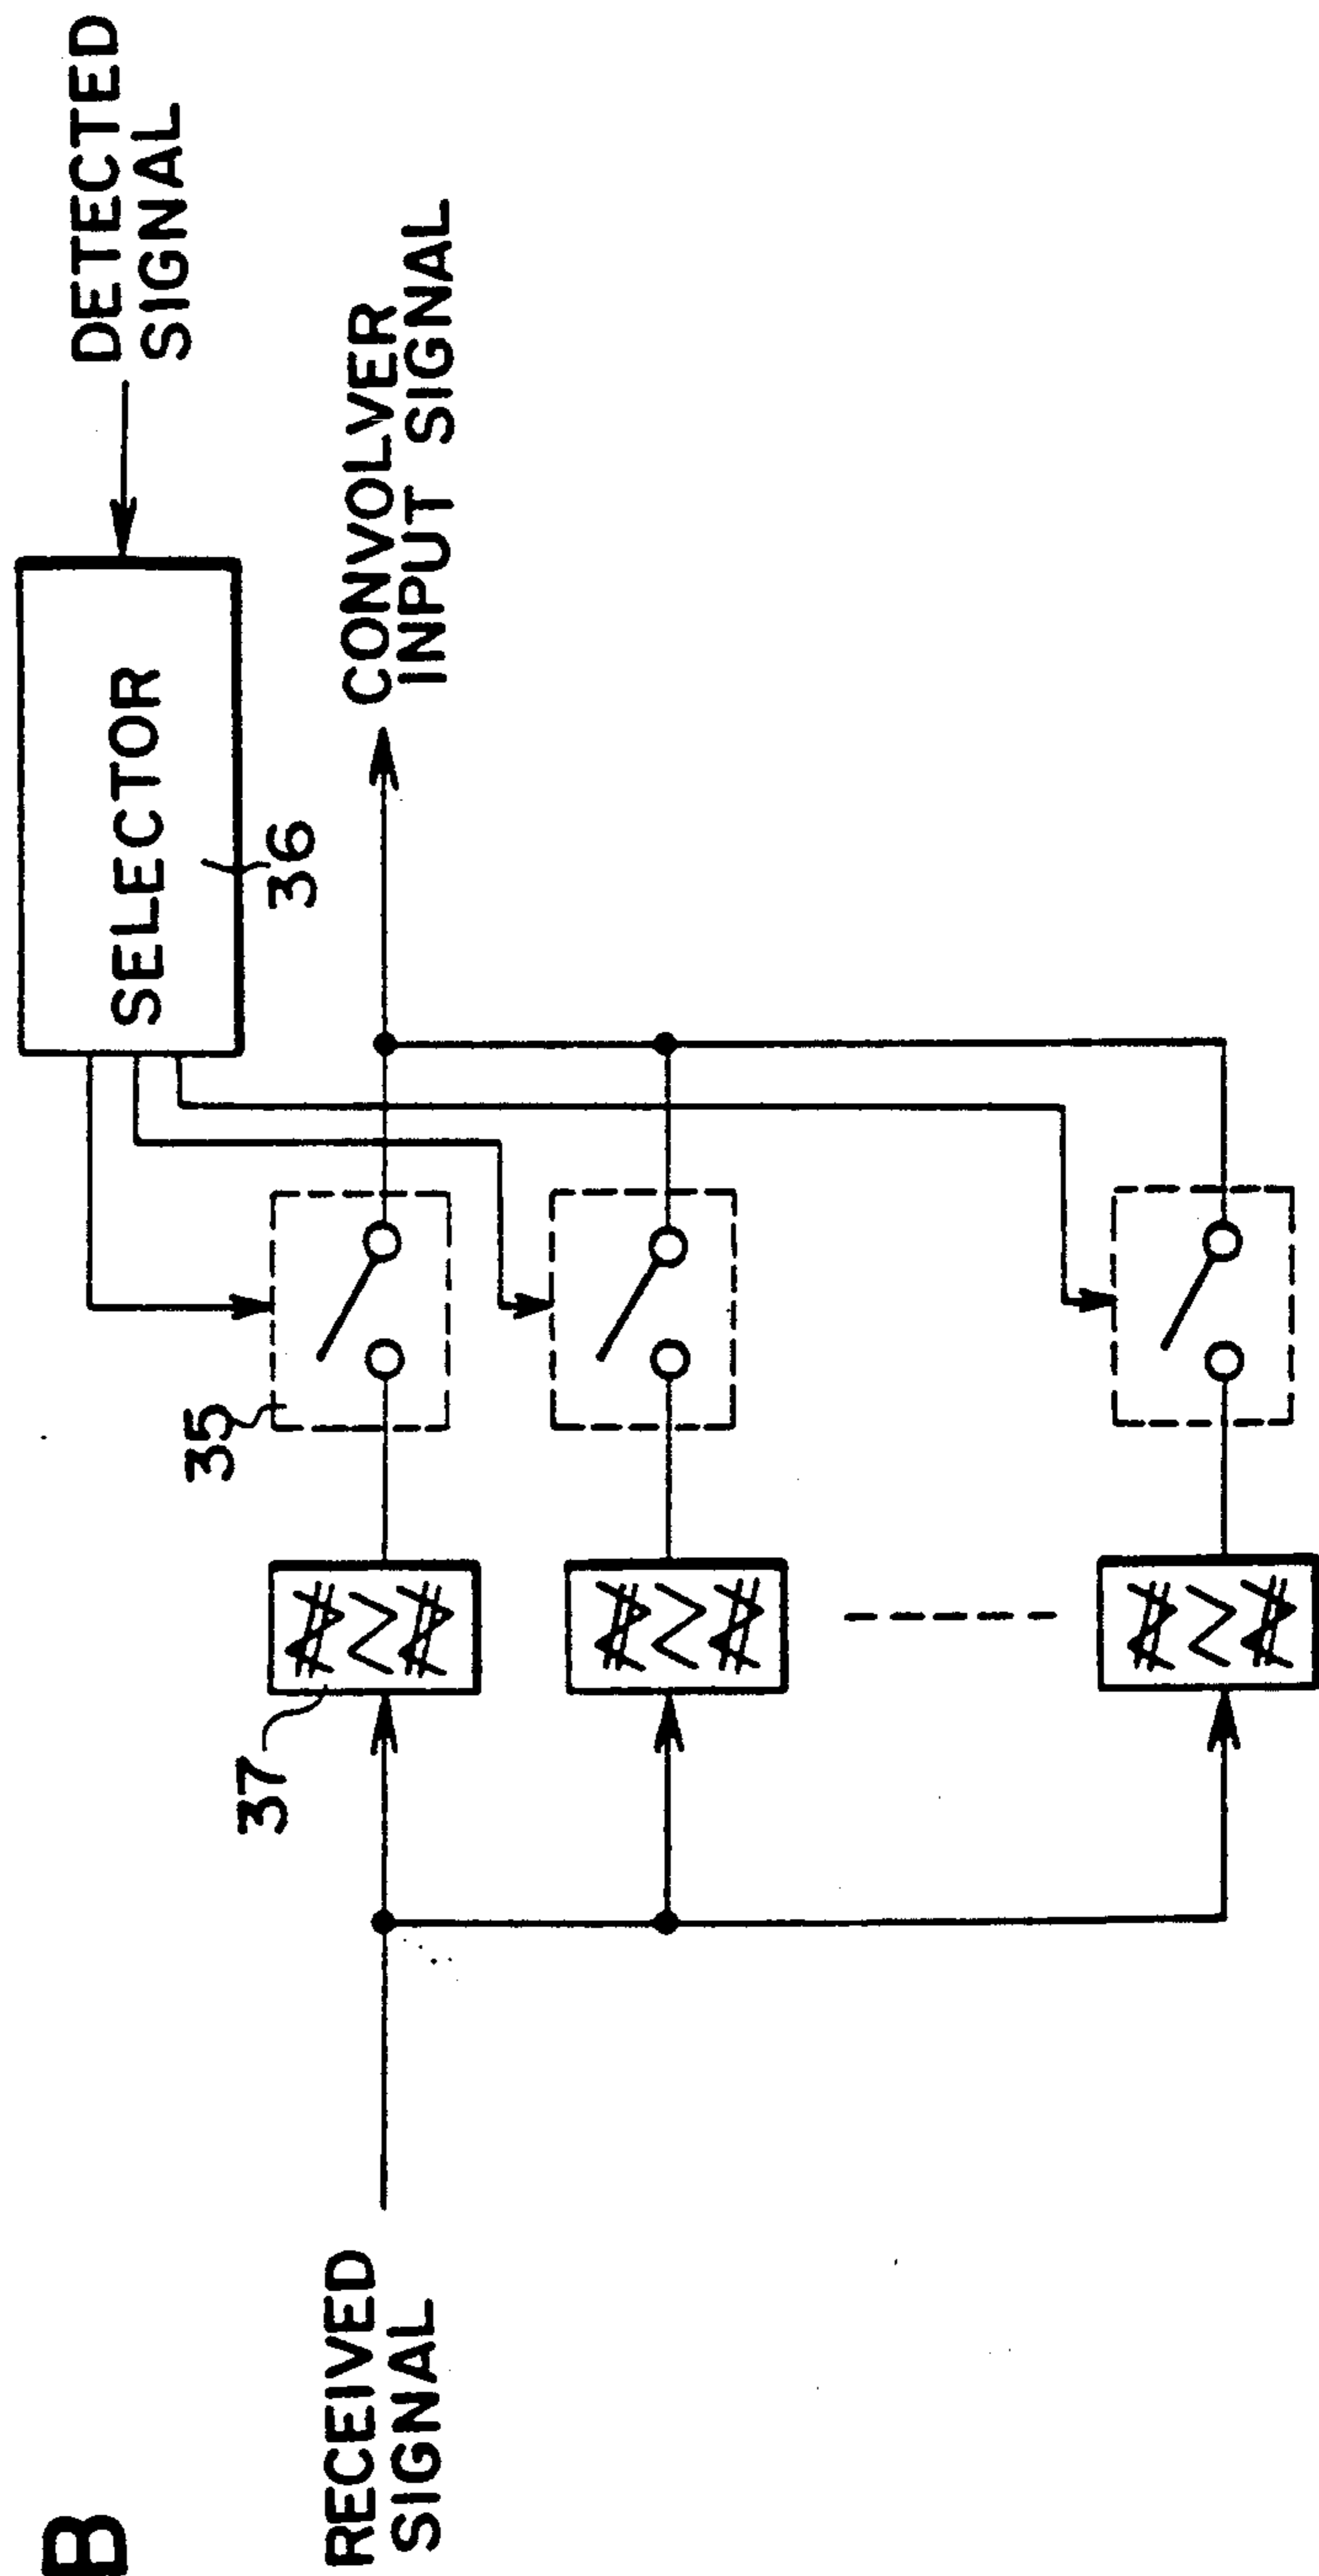 B
RECEIVED
SIGNAL
37
35
SELECTOR
36
DETECTED
SIGNAL
CONVOLVER
INPUT SIGNAL